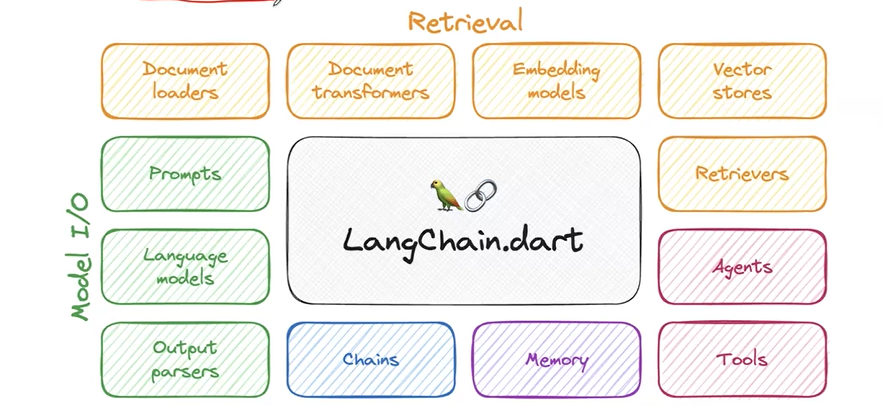 Retrieval
Document
loaders
Document
transformers
Embedding
models
Vector
stores
Model I/O
Prompts
LangChain.dart
Retrievers
Language
models
Agents
Output
parsers
Chains
Memory
Tools